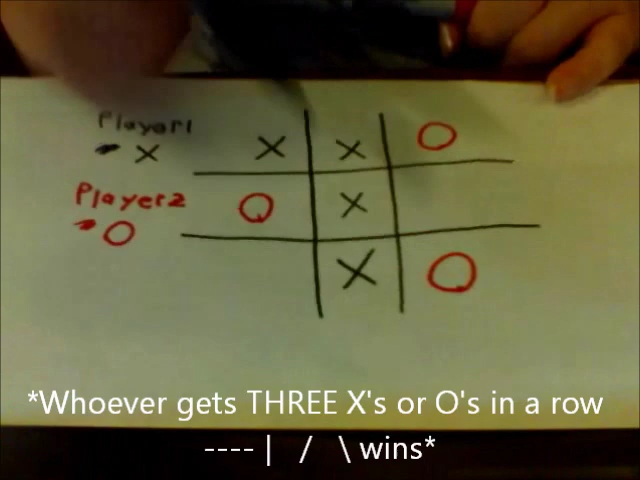 Player1
- X
X X O
Player2
- O
O X
X O
*Whoever gets THREE X's or O's in a row
---- | / \ wins*